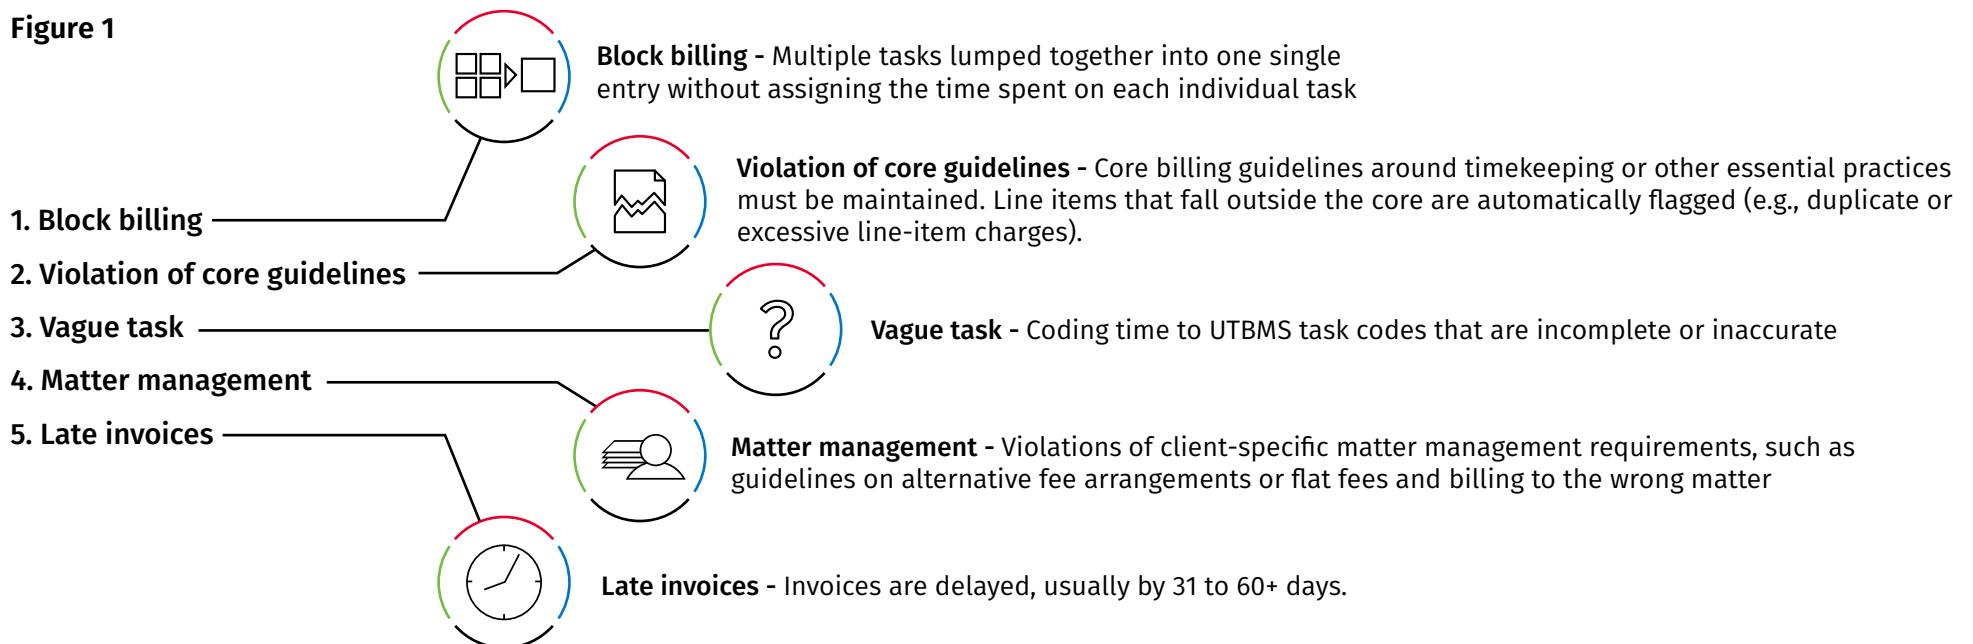 Figure 1
Block billing - Multiple tasks lumped together into one single
entry without assigning the time spent on each individual task
Violation of core guidelines - Core billing guidelines around timekeeping or other essential practices
must be maintained. Line items that fall outside the core are automatically flagged (e.g., duplicate or
excessive line-item charges).
1. Block billing
2. Violation of core guidelines
3. Vague task
4. Matter management
5. Late invoices
Vague task - Coding time to UTBMS task codes that are incomplete or inaccurate
Matter management - Violations of client-specific matter management requirements, such as
guidelines on alternative fee arrangements or flat fees and billing to the wrong matter
Late invoices - Invoices are delayed, usually by 31 to 60+ days.